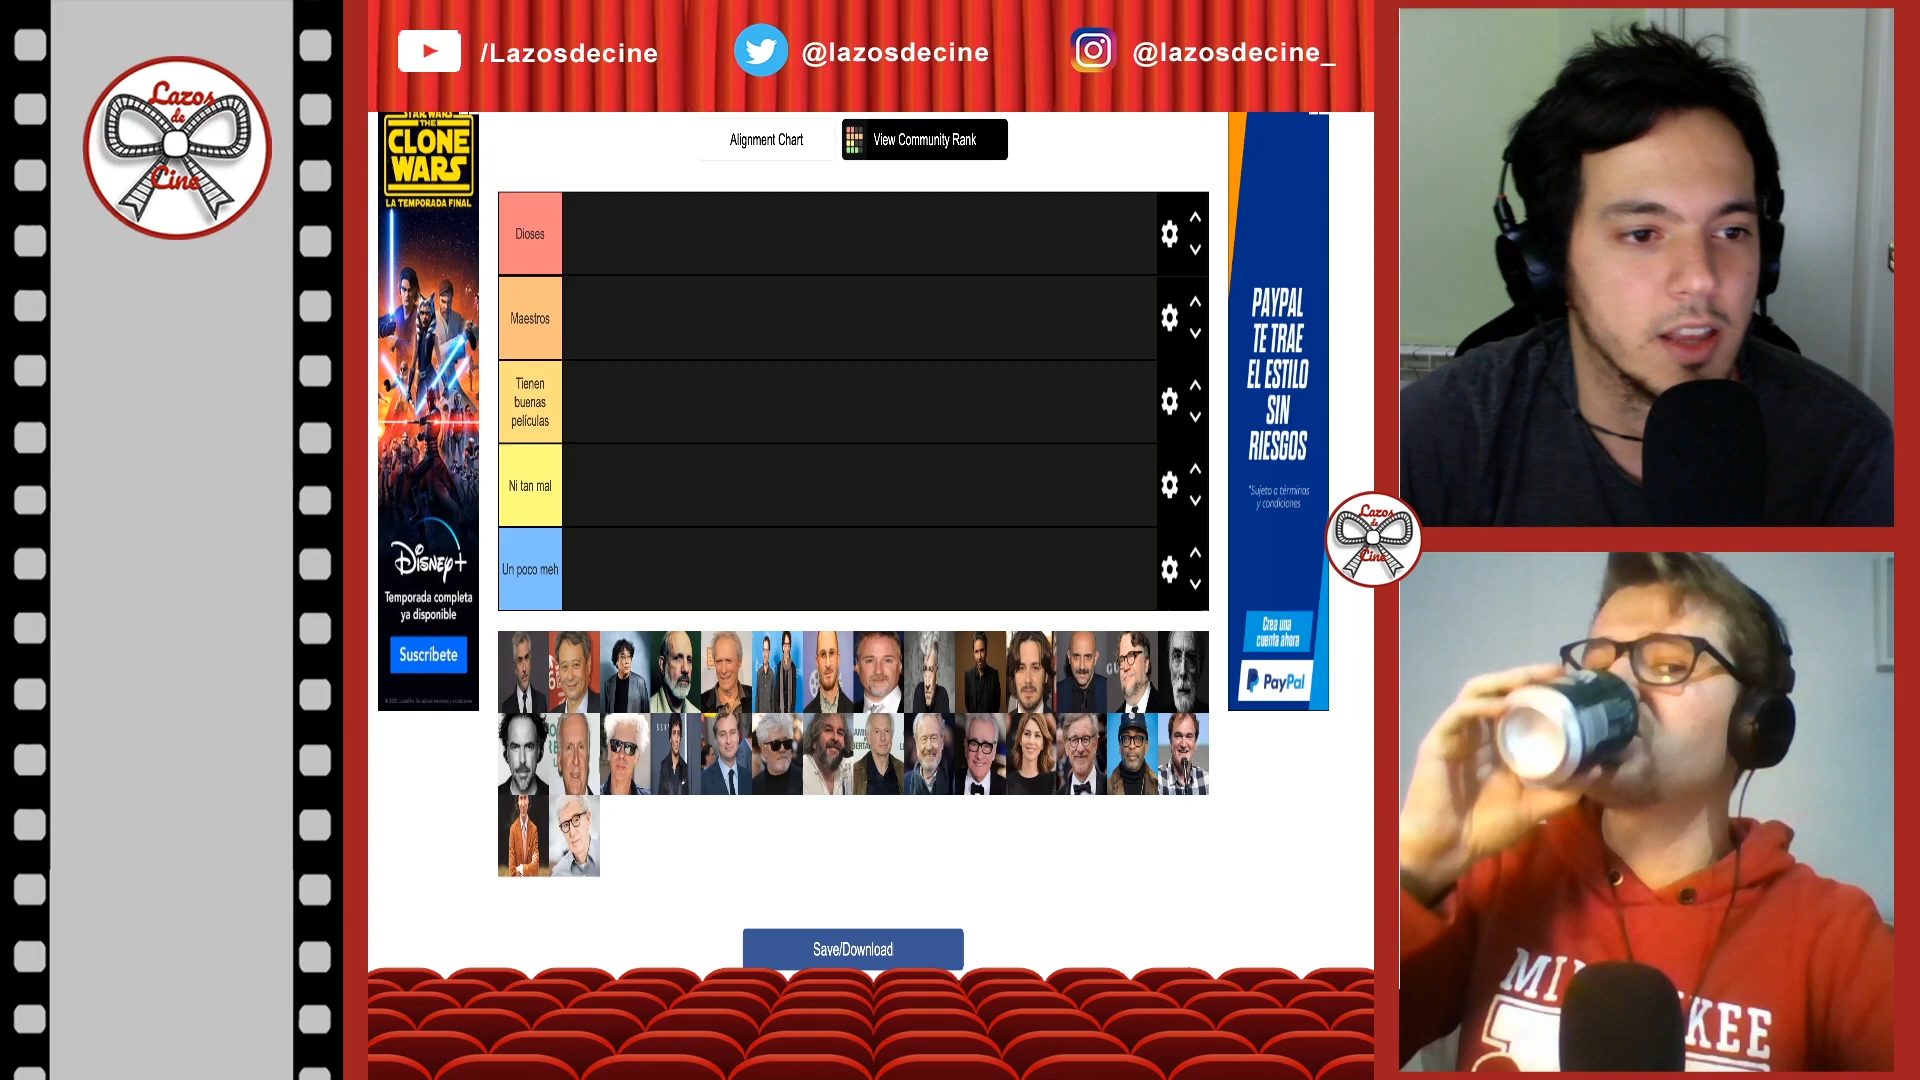 Lazos
de
Cine
/Lazosdecine
@lazosdecine
@lazosdecine_
STAR WARS
THE
CLONE
WARS
LA TEMPORADA FINAL
Disney+
Temporada completa
ya disponible
Suscríbete
Alignment Chart
View Community Rank
Dioses
Maestros
Tienen
buenas
películas
Ni tan mal
Un poco meh
Save/Download
PAYPAL
TE TRAE
EL ESTILO
SIN
RIESGOS
*Sujeto a términos
y condiciones
Crea una
cuenta ahora
PayPal
Lazos
de
Cine